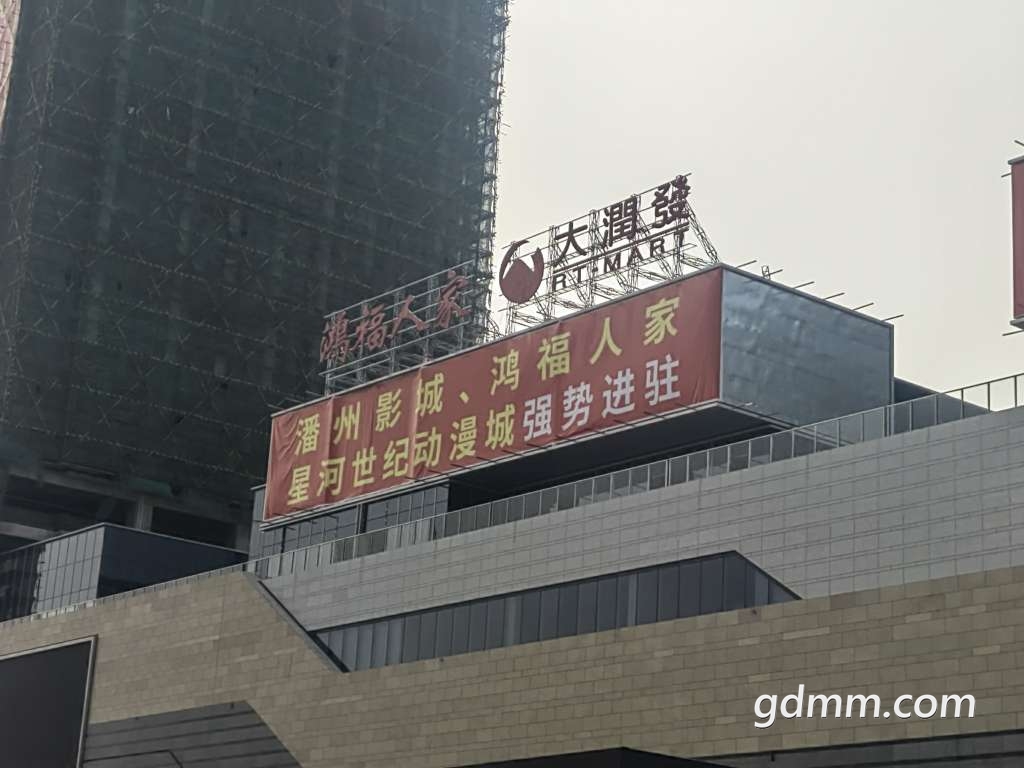 大潤發
RT-MART
鴻福人家
潘州影城、鸿福人家
星河世纪动漫城强势进驻
gdmm.com